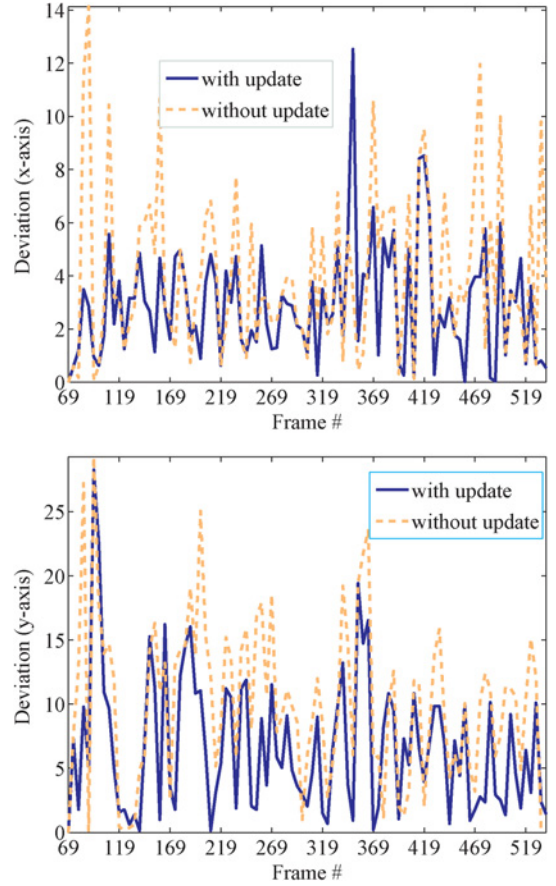 14
12
10
8
6
4
2
0
Deviation (x-axis)
with update
without update
69 119 169 219 269 319 369 419 469 519
Frame #
25
20
15
10
5
0
Deviation (y-axis)
with update
without update
69 119 169 219 269 319 369 419 469 519
Frame #